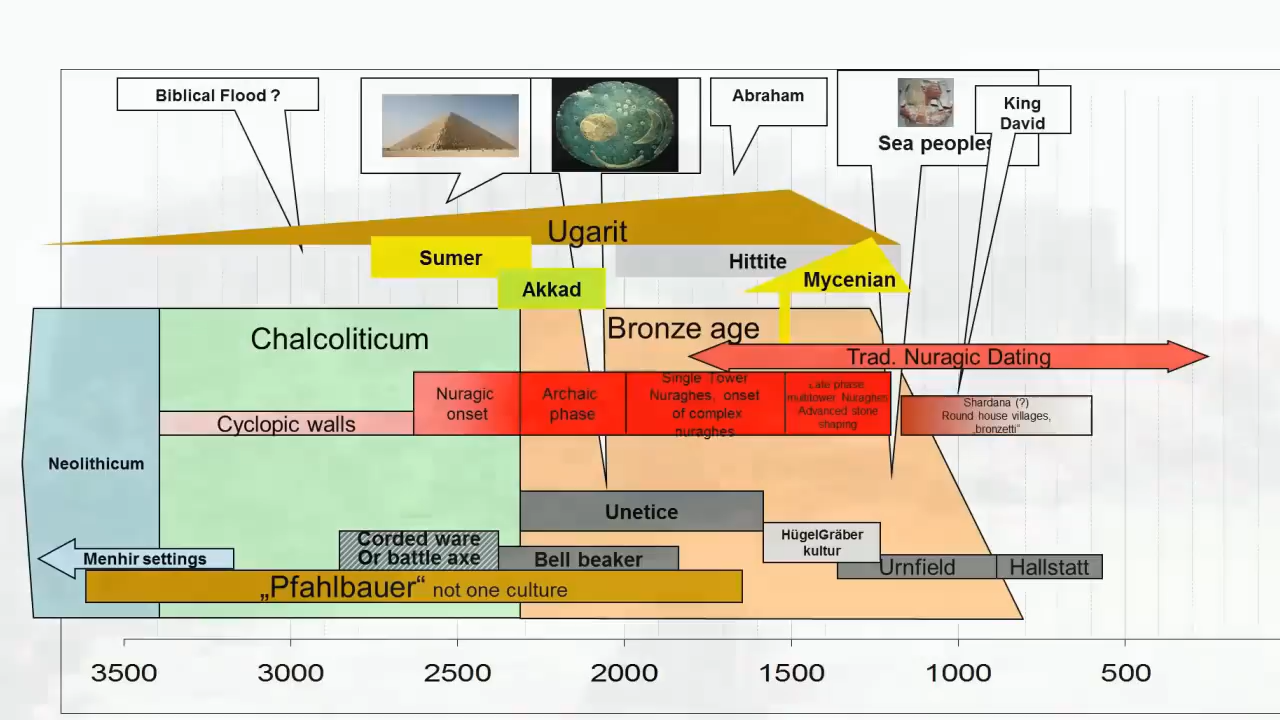 Biblical Flood ?
Abraham
King
David
Sea peoples
Ugarit
Sumer
Hittite
Akkad
Mycenian
Chalcoliticum
Bronze age
Trad. Nuragic Dating
Nuragic
onset
Archaic
phase
Single Tower
Nuraghes, onset
of complex
nuraghes
Late phase
multitower Nuraghes
Advanced stone
shaping
Shardana (?)
Round house villages,
„bronzetti“
Cyclopic walls
Neolithicum
Unetice
HügelGräber
kultur
Corded ware
Or battle axe
Bell beaker
Menhir settings
Urnfield
Hallstatt
„Pfahlbauer“ not one culture
3500 3000 2500 2000 1500 1000 500